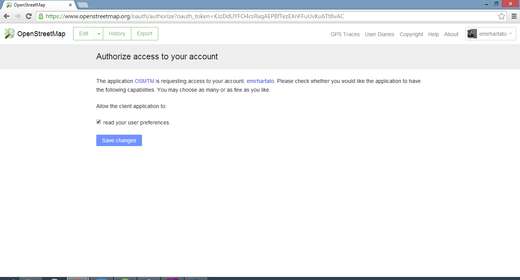 OpenStreetMap
https://www.openstreetmap.org/oauth/authorize?oauth_token=
OpenStreetMap Edit History Export GPS Traces User Diaries Copyright Help About emirhartato
Authorize access to your account
The application OSMTM is requesting access to your account, emirhartato. Please check whether you would like the application to have
the following capabilities. You may choose as many or as few as you like.
Allow the client application to:
read your user preferences.
Save changes